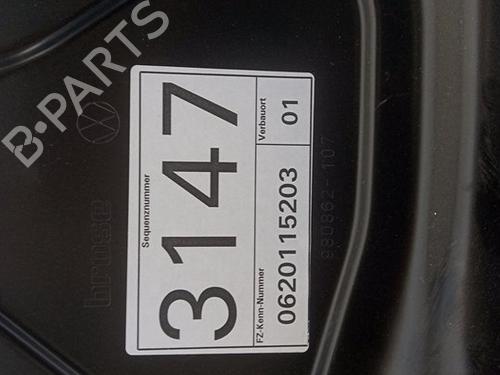 B-PARTS
brose
Sequenznummer
3147
FZ-Kenn-Nummer
0620115203
Verbauort
01
980862-107